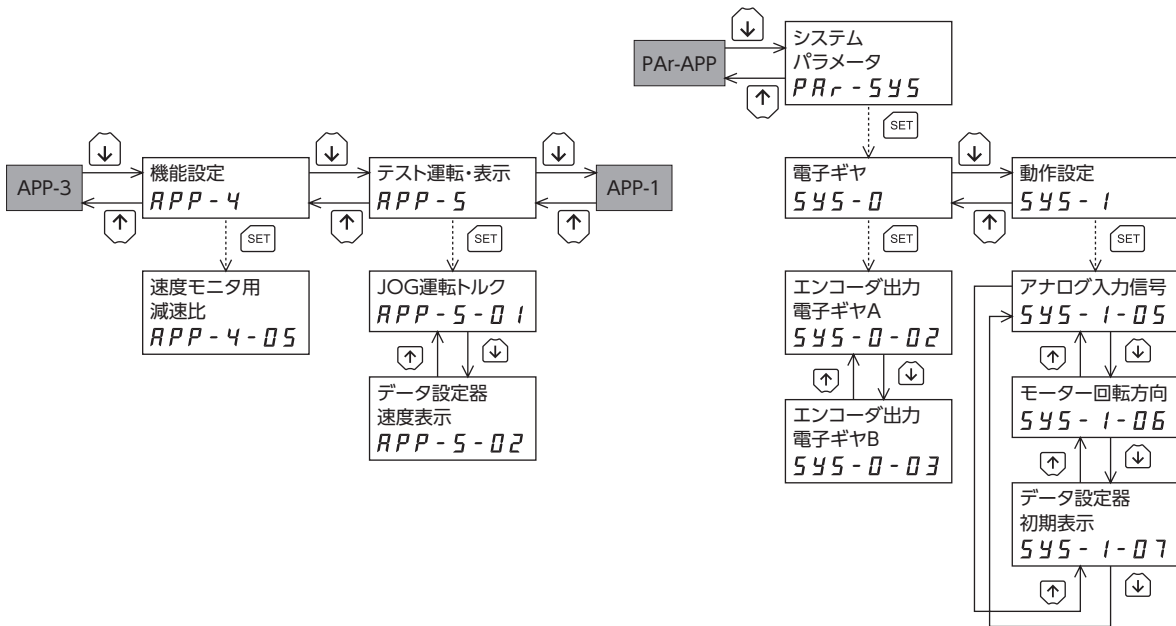 APP-3
機能設定
APP-4
SET
速度モニタ用
減速比
APP-4-05
テスト運転・表示
APP-5
SET
JOG運転トルク
APP-5-01
データ設定器
速度表示
APP-5-02
APP-1
PAr-APP
システム
パラメータ
PAr-SYS
SET
電子ギヤ
SYS-0
SET
エンコーダ出力
電子ギヤA
SYS-0-02
エンコーダ出力
電子ギヤB
SYS-0-03
動作設定
SYS-1
SET
アナログ入力信号
SYS-1-05
モーター回転方向
SYS-1-06
データ設定器
初期表示
SYS-1-07